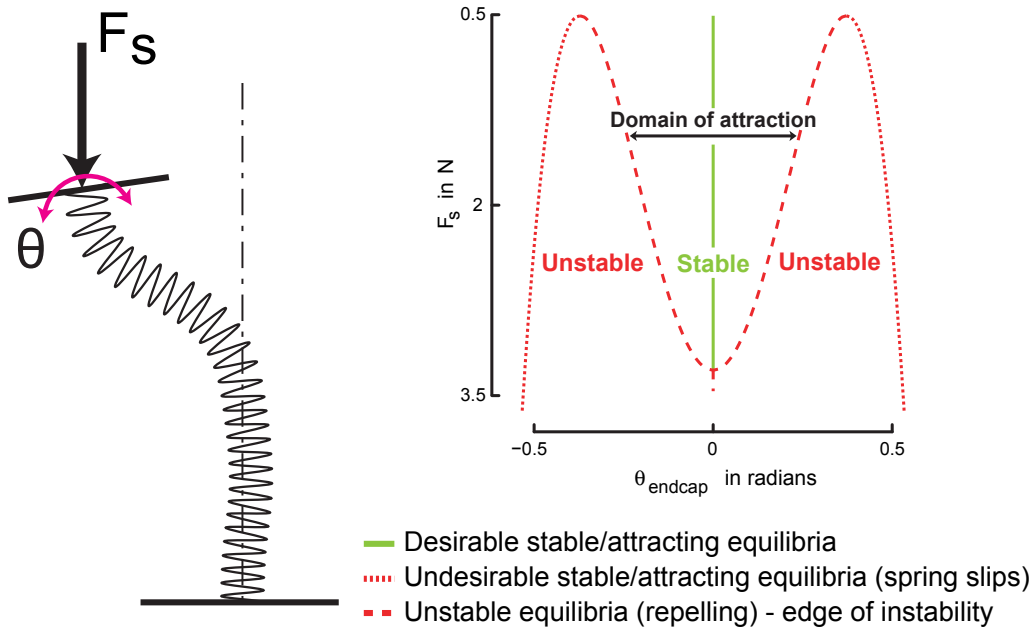 Fs
θ
0.5
2
3.5
Fs in N
Domain of attraction
Unstable
Stable
Unstable
−0.5
0
0.5
θendcap in radians
Desirable stable/attracting equilibria
Undesirable stable/attracting equilibria (spring slips)
Unstable equilibria (repelling) - edge of instability